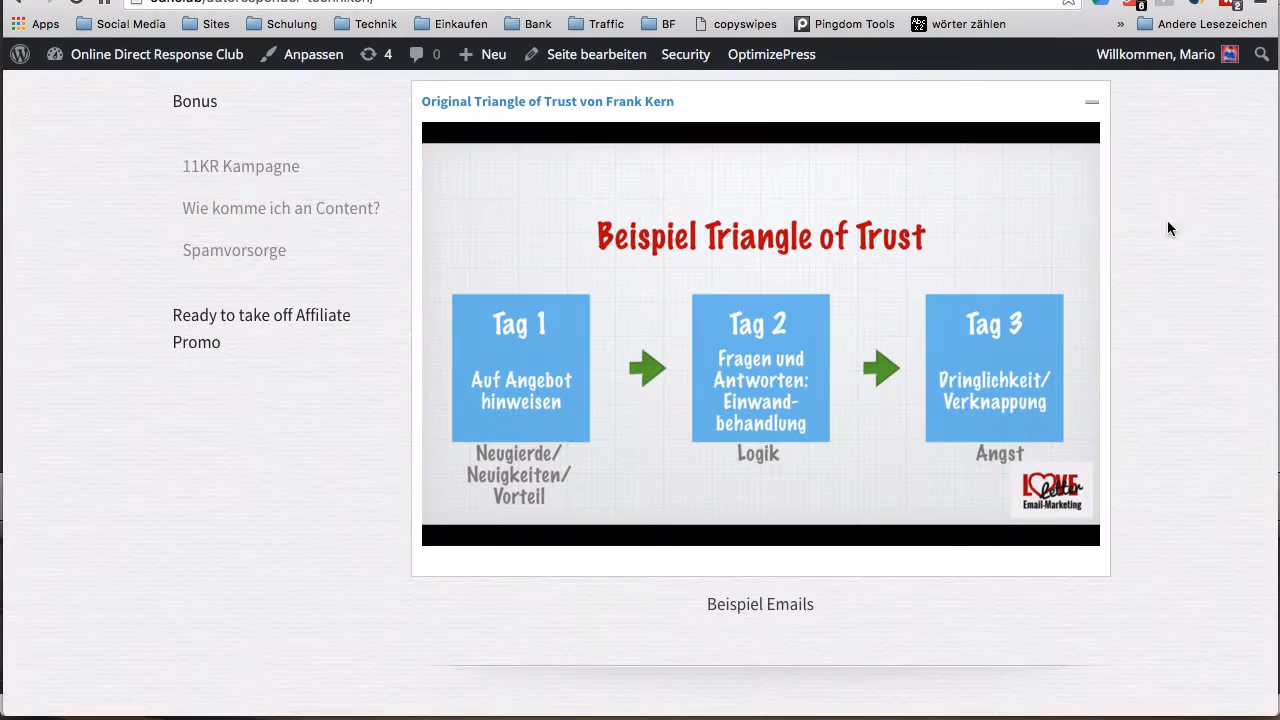 Apps Social Media Sites Schulung Technik Einkaufen Bank Traffic BF copyswipes Pingdom Tools wörter zählen » Andere Lesezeichen
Online Direct Response Club Anpassen 4 0 Neu Seite bearbeiten Security OptimizePress Willkommen, Mario
Bonus
11KR Kampagne
Wie komme ich an Content?
Spamvorsorge
Ready to take off Affiliate
Promo
Original Triangle of Trust von Frank Kern
Beispiel Triangle of Trust
Tag 1
Auf Angebot
hinweisen
Neugierde/
Neuigkeiten/
Vorteil
Tag 2
Fragen und
Antworten:
Einwand-
behandlung
Logik
Tag 3
Dringlichkeit/
Verknappung
Angst
LOVE
Letter
Email-Marketing
Beispiel Emails